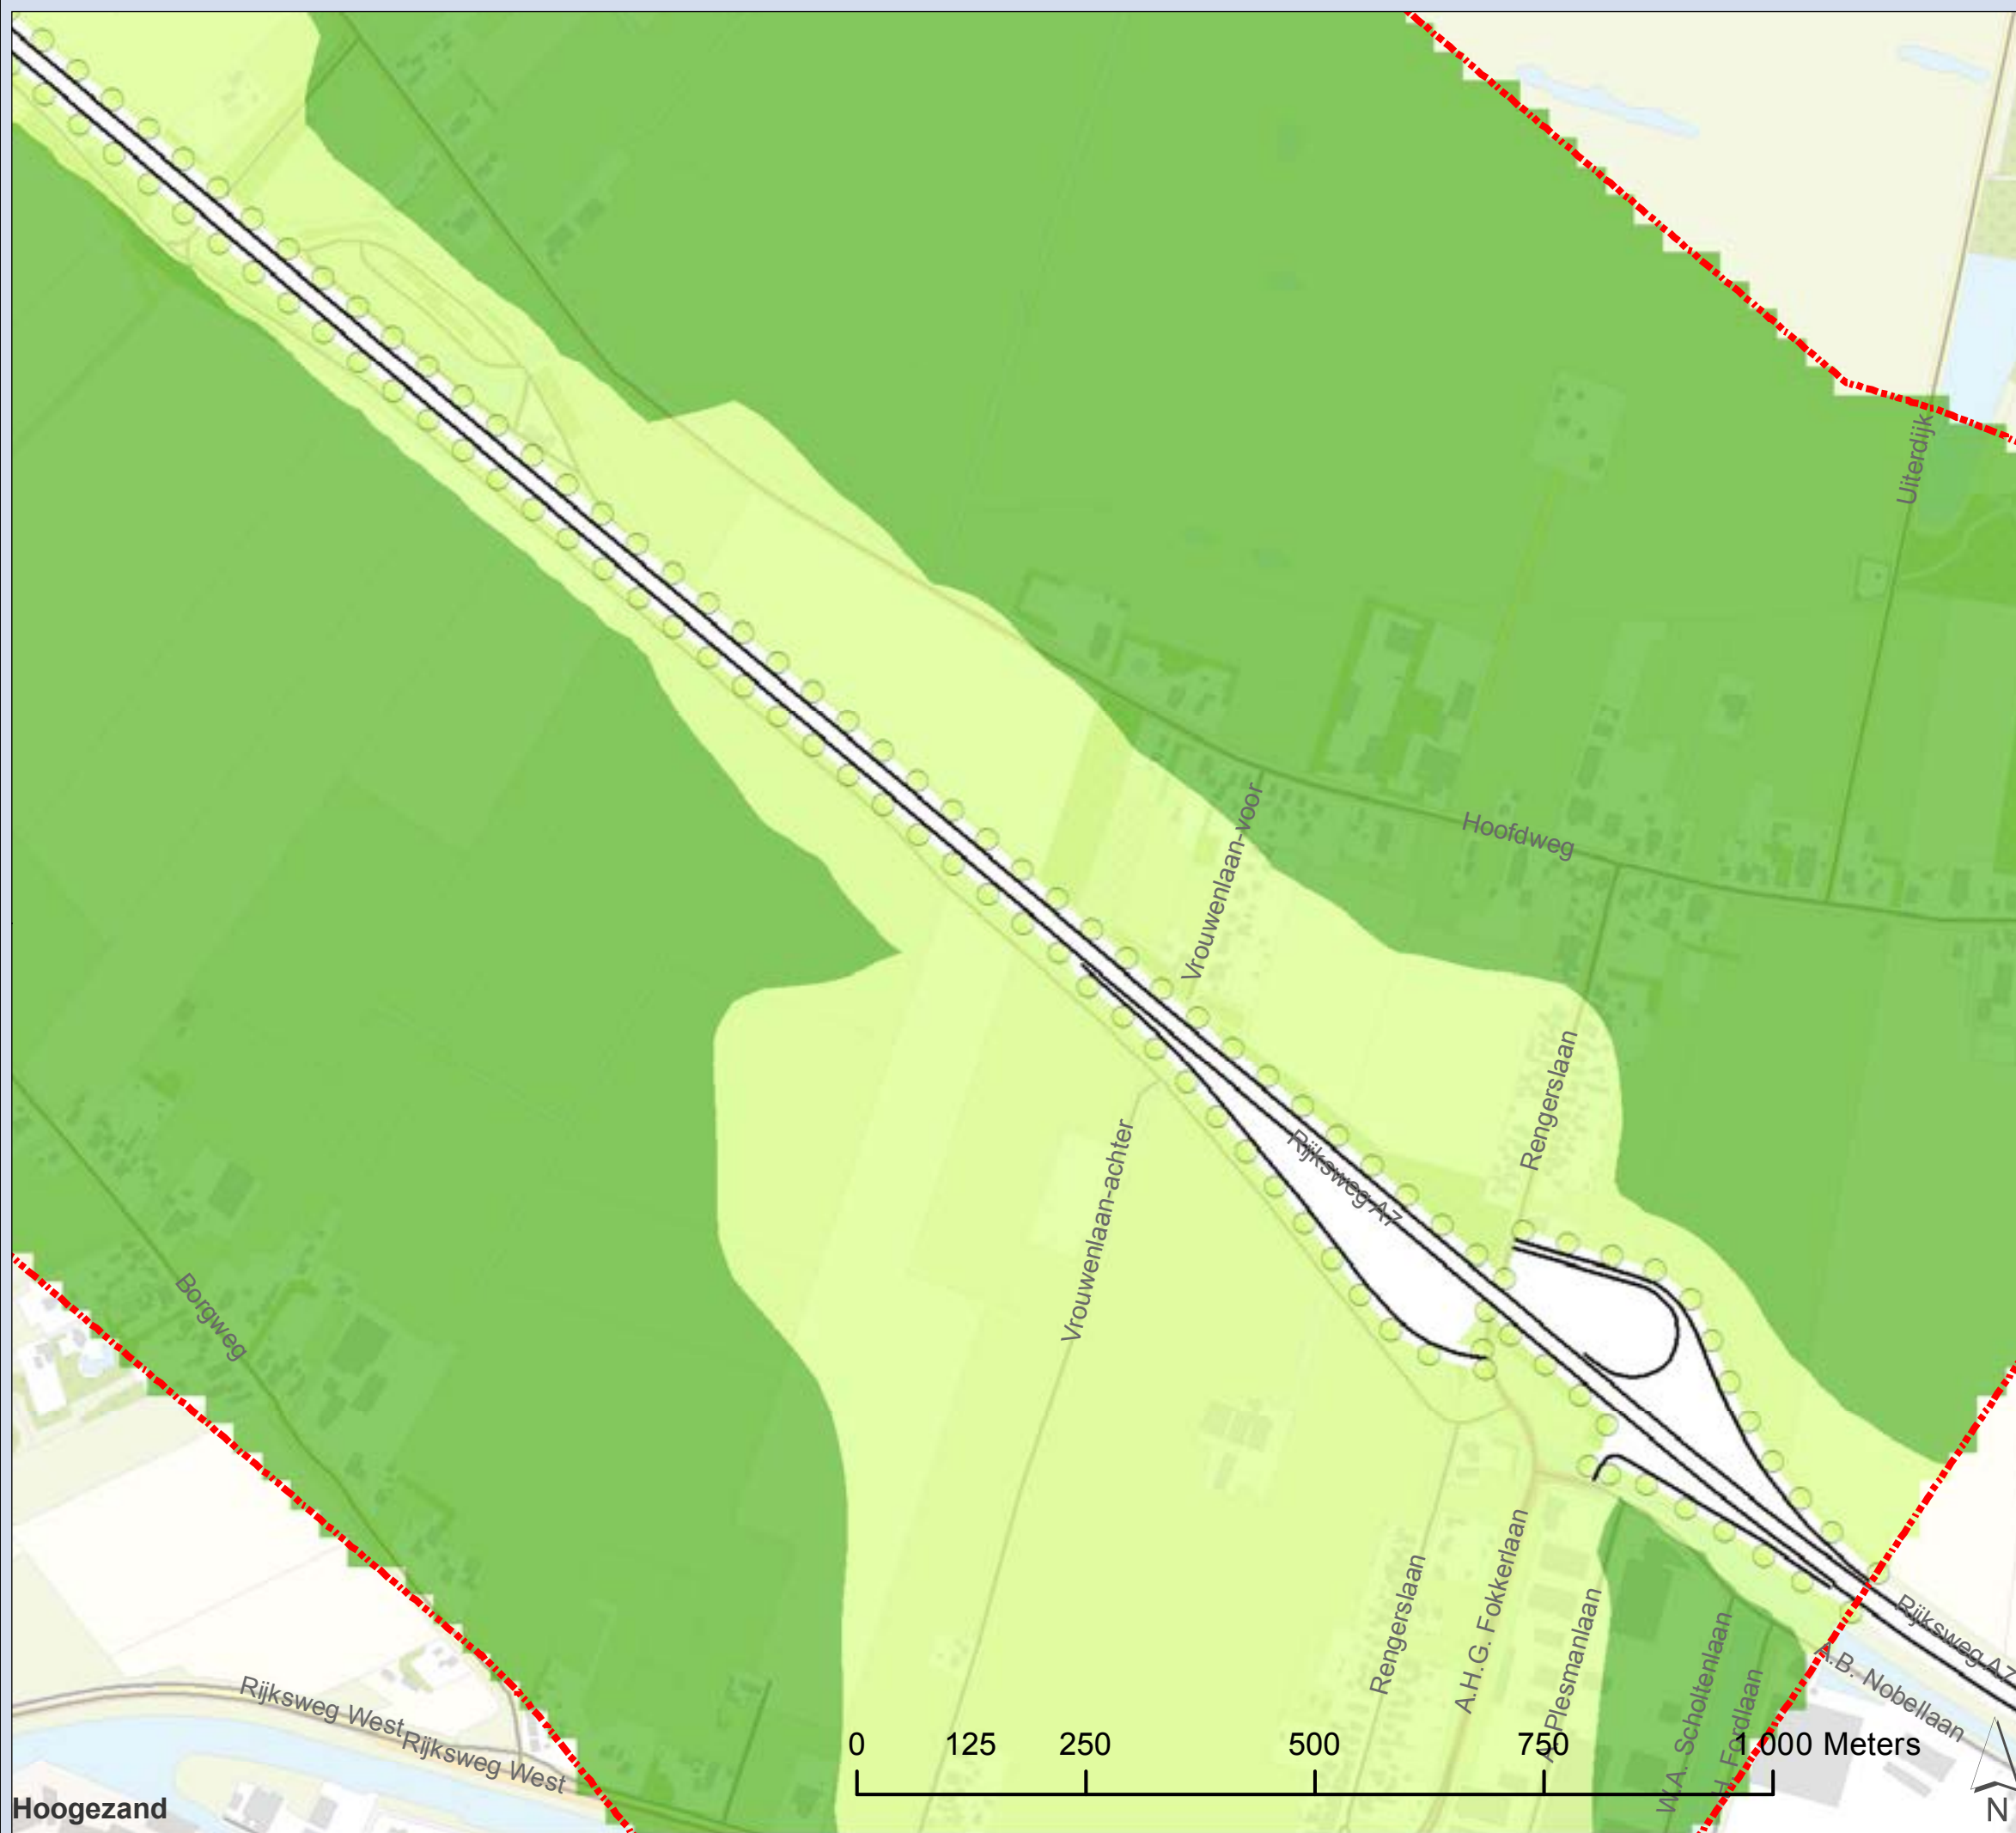 Uiterdijk
Vrouwenlaan-voor
Hoofdweg
Rengerslaan
Rijksweg A7
Vrouwenlaan-achter
Borgweg
Rengerslaan
A.H.G. Fokkerlaan
A. Plesmanlaan
W.A. Scholtenlaan
H. Fordlaan
Rijksweg A7
A.B. Nobellaan
Rijksweg West
Rijksweg West
0 125 250 500 750 1.000 Meters
Hoogezand
N